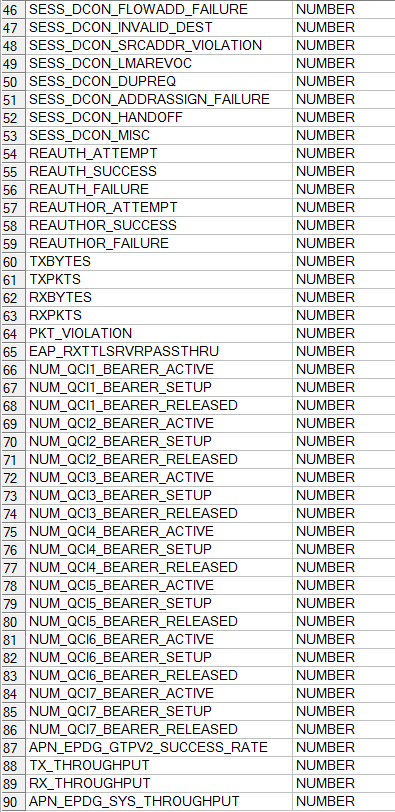 46 SESS_DCON_FLOWADD_FAILURE NUMBER
47 SESS_DCON_INVALID_DEST NUMBER
48 SESS_DCON_SRCADDR_VIOLATION NUMBER
49 SESS_DCON_LMAREVOC NUMBER
50 SESS_DCON_DUPREQ NUMBER
51 SESS_DCON_ADDRASSIGN_FAILURE NUMBER
52 SESS_DCON_HANDOFF NUMBER
53 SESS_DCON_MISC NUMBER
54 REAUTH_ATTEMPT NUMBER
55 REAUTH_SUCCESS NUMBER
56 REAUTH_FAILURE NUMBER
57 REAUTHOR_ATTEMPT NUMBER
58 REAUTHOR_SUCCESS NUMBER
59 REAUTHOR_FAILURE NUMBER
60 TXBYTES NUMBER
61 TXPKTS NUMBER
62 RXBYTES NUMBER
63 RXPKTS NUMBER
64 PKT_VIOLATION NUMBER
65 EAP_RXTTLSRVRPASSTHRU NUMBER
66 NUM_QCI1_BEARER_ACTIVE NUMBER
67 NUM_QCI1_BEARER_SETUP NUMBER
68 NUM_QCI1_BEARER_RELEASED NUMBER
69 NUM_QCI2_BEARER_ACTIVE NUMBER
70 NUM_QCI2_BEARER_SETUP NUMBER
71 NUM_QCI2_BEARER_RELEASED NUMBER
72 NUM_QCI3_BEARER_ACTIVE NUMBER
73 NUM_QCI3_BEARER_SETUP NUMBER
74 NUM_QCI3_BEARER_RELEASED NUMBER
75 NUM_QCI4_BEARER_ACTIVE NUMBER
76 NUM_QCI4_BEARER_SETUP NUMBER
77 NUM_QCI4_BEARER_RELEASED NUMBER
78 NUM_QCI5_BEARER_ACTIVE NUMBER
79 NUM_QCI5_BEARER_SETUP NUMBER
80 NUM_QCI5_BEARER_RELEASED NUMBER
81 NUM_QCI6_BEARER_ACTIVE NUMBER
82 NUM_QCI6_BEARER_SETUP NUMBER
83 NUM_QCI6_BEARER_RELEASED NUMBER
84 NUM_QCI7_BEARER_ACTIVE NUMBER
85 NUM_QCI7_BEARER_SETUP NUMBER
86 NUM_QCI7_BEARER_RELEASED NUMBER
87 APN_EPDG_GTPV2_SUCCESS_RATE NUMBER
88 TX_THROUGHPUT NUMBER
89 RX_THROUGHPUT NUMBER
90 APN_EPDG_SYS_THROUGHPUT NUMBER